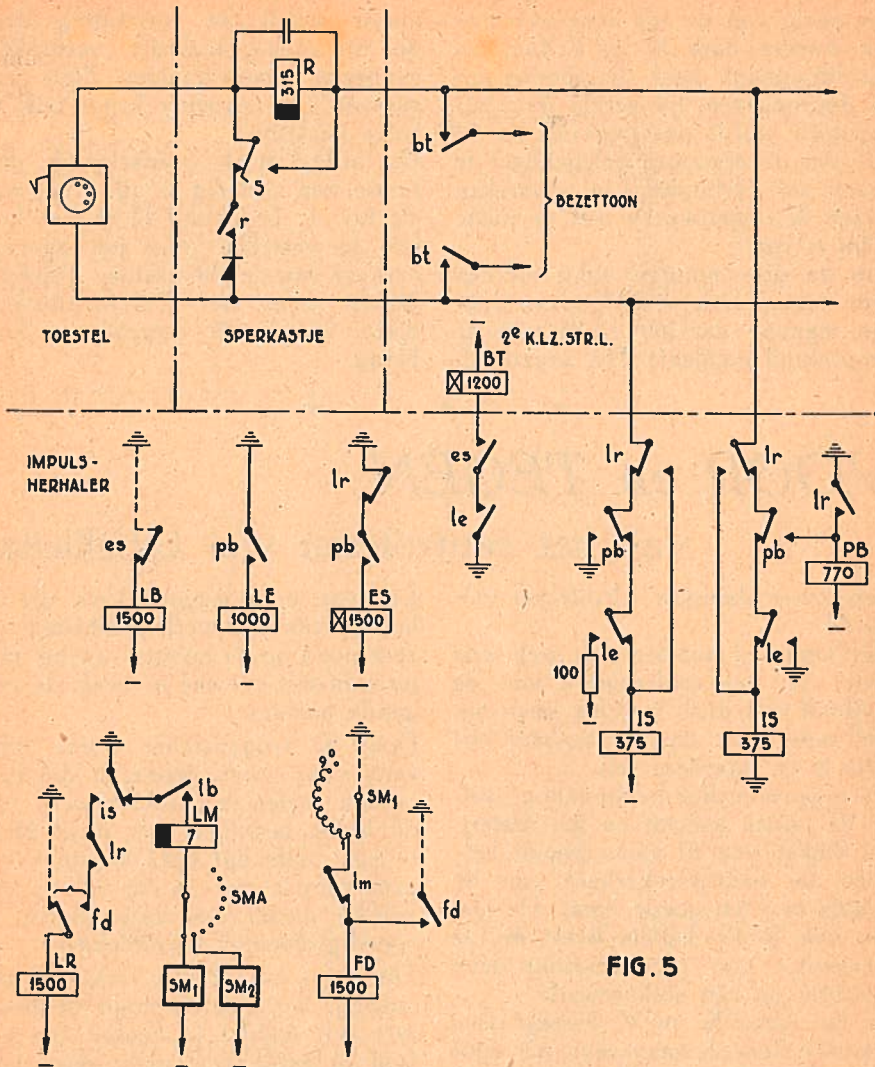 315
R
S
r
bt
bt
BEZETTOON
TOESTEL
SPERKASTJE
2e K.LZ.STR.L.
BT
1200
IMPULS-
HERHALER
es
LB
1500
pb
LE
1000
lr
pb
ES
1500
es
le
lr
pb
le
100
IS
375
lr
pb
le
IS
375
lr
PB
770
is
lr
fd
LR
1500
lb
LM
7
SMA
SM1
SM2
9
0
1
SM1
lm
fd
FD
1500
FIG. 5